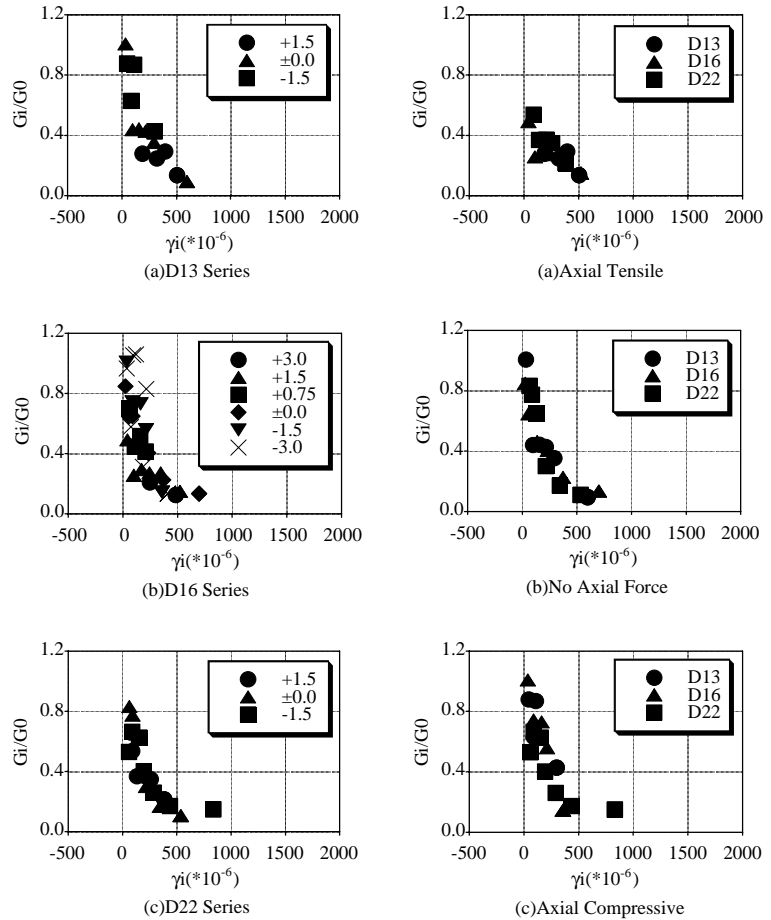 Gi/G0
1.2
0.8
0.4
0.0
-500
0
500
1000
1500
2000
γi(*10-6)
+1.5
±0.0
-1.5
(a)D13 Series
Gi/G0
1.2
0.8
0.4
0.0
-500
0
500
1000
1500
2000
γi(*10-6)
D13
D16
D22
(a)Axial Tensile
Gi/G0
1.2
0.8
0.4
0.0
-500
0
500
1000
1500
2000
γi(*10-6)
+3.0
+1.5
+0.75
±0.0
-1.5
-3.0
(b)D16 Series
Gi/G0
1.2
0.8
0.4
0.0
-500
0
500
1000
1500
2000
γi(*10-6)
D13
D16
D22
(b)No Axial Force
Gi/G0
1.2
0.8
0.4
0.0
-500
0
500
1000
1500
2000
γi(*10-6)
+1.5
±0.0
-1.5
(c)D22 Series
Gi/G0
1.2
0.8
0.4
0.0
-500
0
500
1000
1500
2000
γi(*10-6)
D13
D16
D22
(c)Axial Compressive